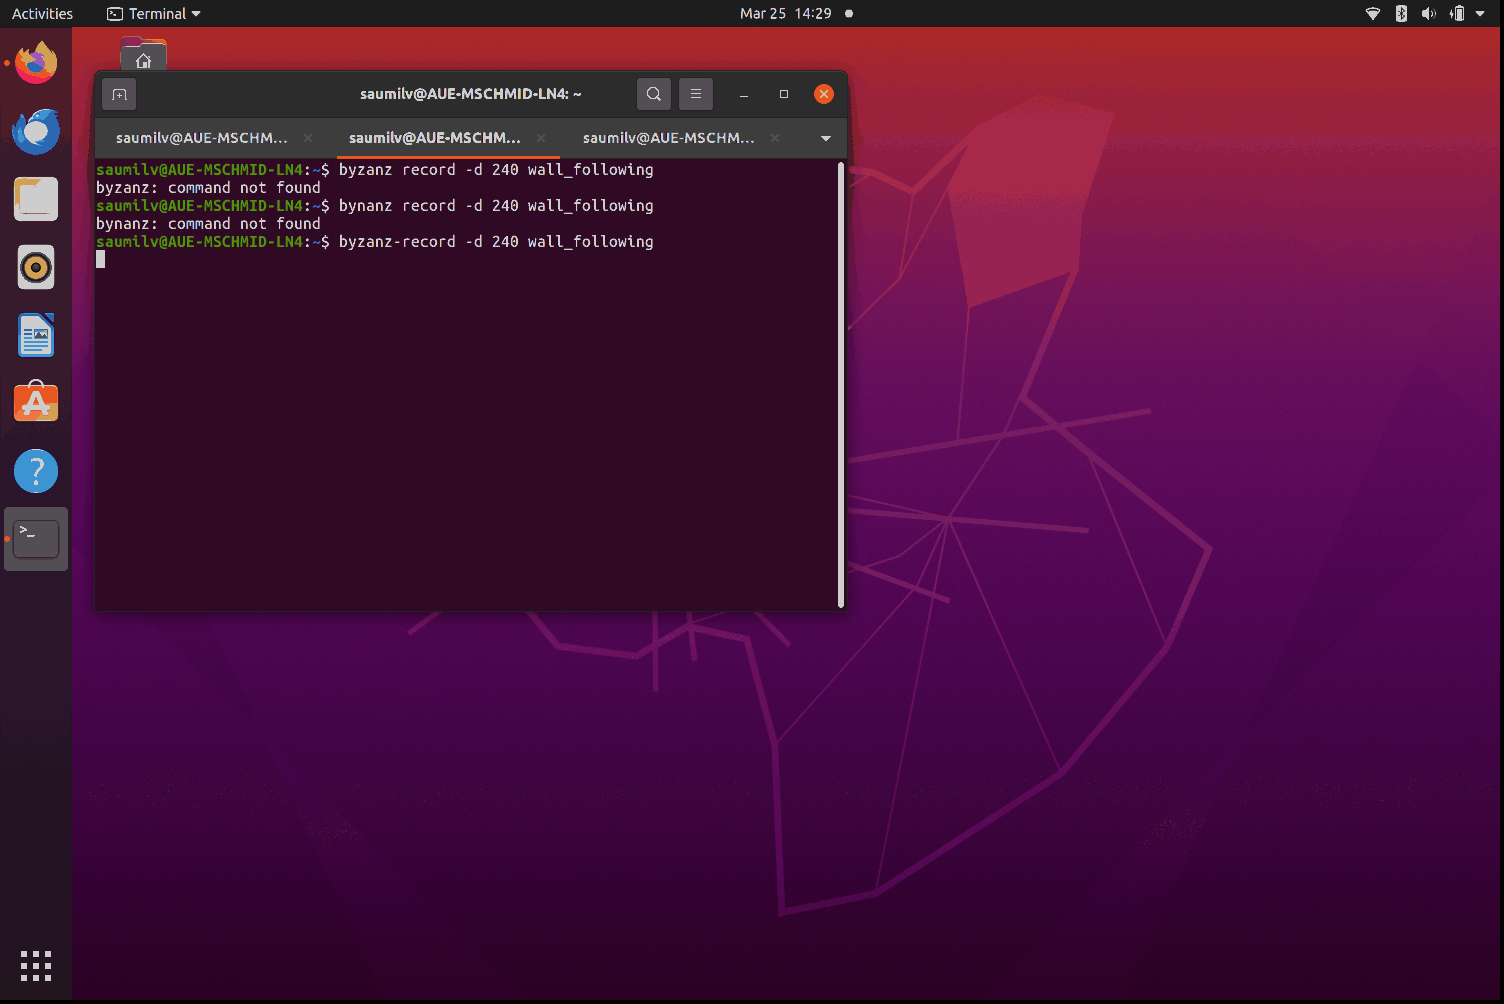 Activities
Terminal
Mar 25 14:29
saumilv@AUE-MSCHMID-LN4: ~
saumilv@AUE-MSCHM...
saumilv@AUE-MSCHM...
saumilv@AUE-MSCHM...
saumilv@AUE-MSCHMID-LN4:~$ byzanz record -d 240 wall_following
byzanz: command not found
saumilv@AUE-MSCHMID-LN4:~$ bynanz record -d 240 wall_following
bynanz: command not found
saumilv@AUE-MSCHMID-LN4:~$ byzanz-record -d 240 wall_following